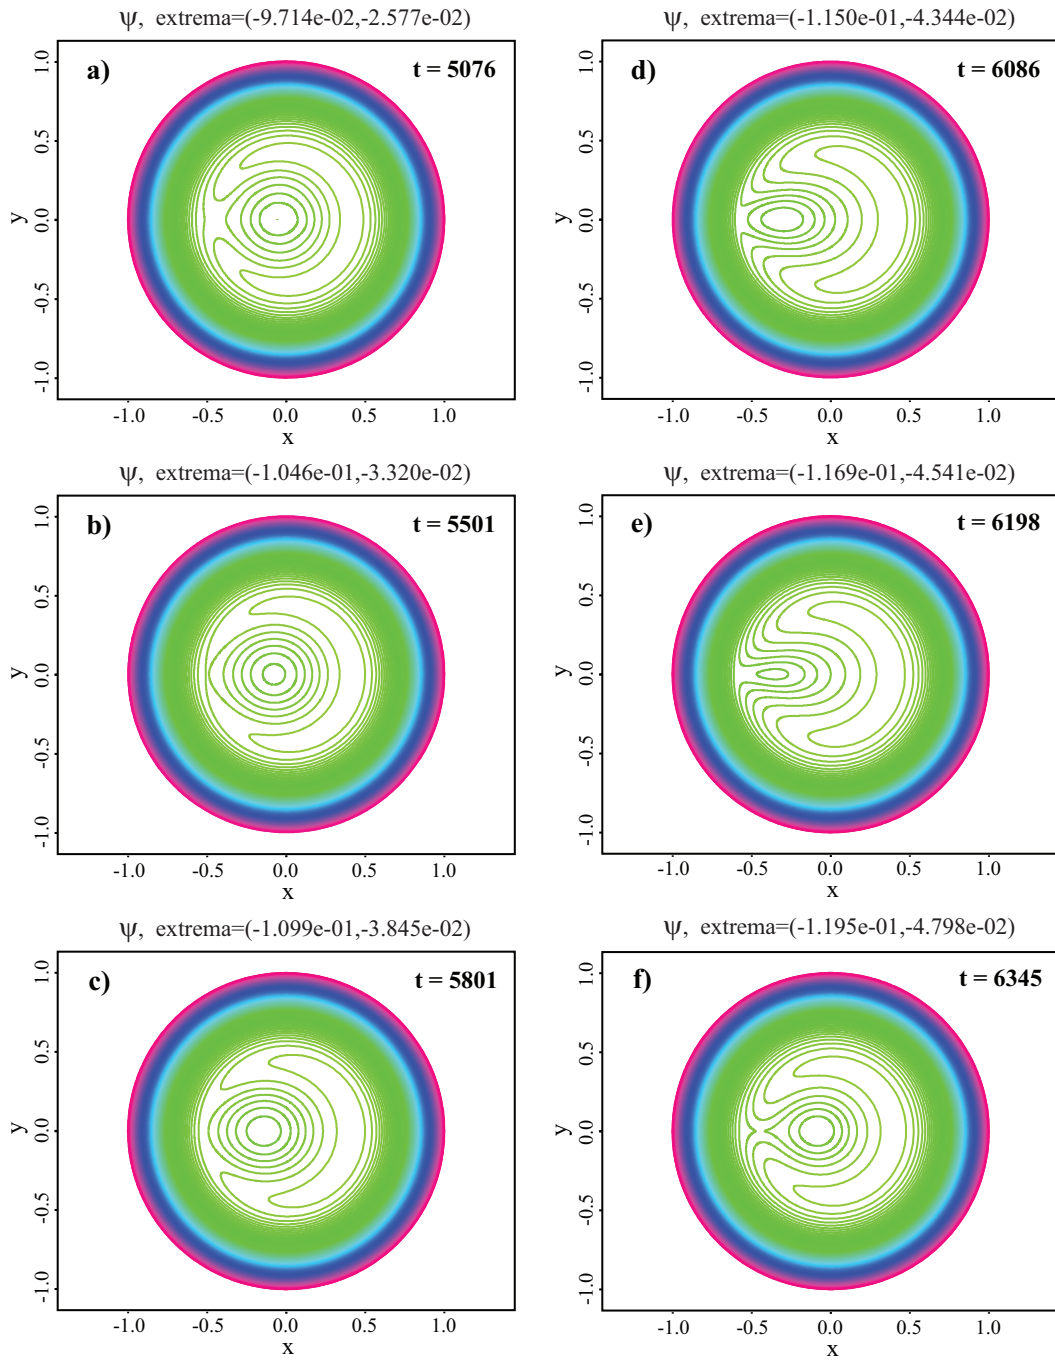 ψ, extrema=(-9.714e-02,-2.577e-02)
a)
t = 5076
1.0
0.5
0.0
-0.5
-1.0
y
-1.0 -0.5 0.0 0.5 1.0
x
ψ, extrema=(-1.150e-01,-4.344e-02)
d)
t = 6086
1.0
0.5
0.0
-0.5
-1.0
y
-1.0 -0.5 0.0 0.5 1.0
x
ψ, extrema=(-1.046e-01,-3.320e-02)
b)
t = 5501
1.0
0.5
0.0
-0.5
-1.0
y
-1.0 -0.5 0.0 0.5 1.0
x
ψ, extrema=(-1.169e-01,-4.541e-02)
e)
t = 6198
1.0
0.5
0.0
-0.5
-1.0
y
-1.0 -0.5 0.0 0.5 1.0
x
ψ, extrema=(-1.099e-01,-3.845e-02)
c)
t = 5801
1.0
0.5
0.0
-0.5
-1.0
y
-1.0 -0.5 0.0 0.5 1.0
x
ψ, extrema=(-1.195e-01,-4.798e-02)
f)
t = 6345
1.0
0.5
0.0
-0.5
-1.0
y
-1.0 -0.5 0.0 0.5 1.0
x